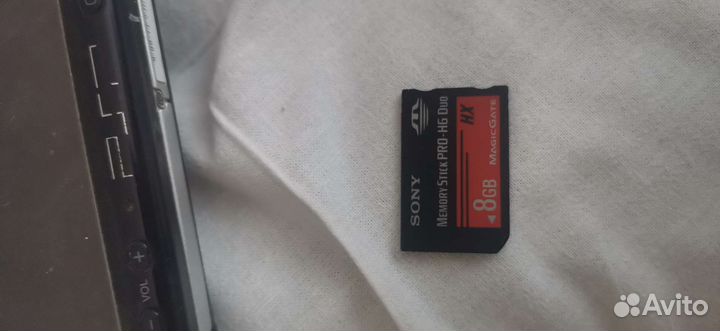 SONY
MEMORY STICK PRO-HG DUO
HX
8GB
MAGICGATE
VOL
+
Avito